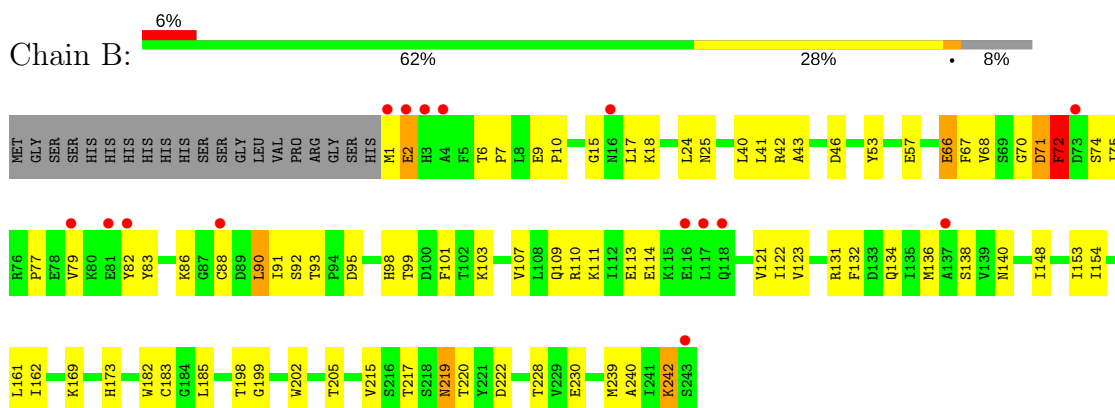 6%
Chain B:
62% 28% • 8%
MET GLY SER SER HIS HIS HIS HIS HIS HIS SER SER GLY LEU VAL PRO ARG GLY SER HIS M1 E2 H3 A4 F5 T6 P7 L8 E9 P10 G15 N16 L17 K18 L24 N25 L40 L41 R42 A43 D46 Y53 E57 E66 F67 V68 S69 G70 D71 F72 D73 S74 I75
R76 P77 E78 V79 K80 E81 Y82 Y83 K86 G87 C88 D89 L90 I91 S92 T93 P94 D95 H98 T99 D100 F101 T102 K103 V107 L108 Q109 R110 K111 I112 E113 E114 K115 E116 L117 Q118 V121 I122 V123 R131 F132 D133 Q134 I135 M136 A137 S138 V139 N140 I148 I153 I154
L161 I162 K169 H173 W182 C183 G184 L185 T198 G199 W202 T205 V215 S216 T217 S218 N219 T220 Y221 D222 T228 V229 E230 M239 A240 I241 K242 S243